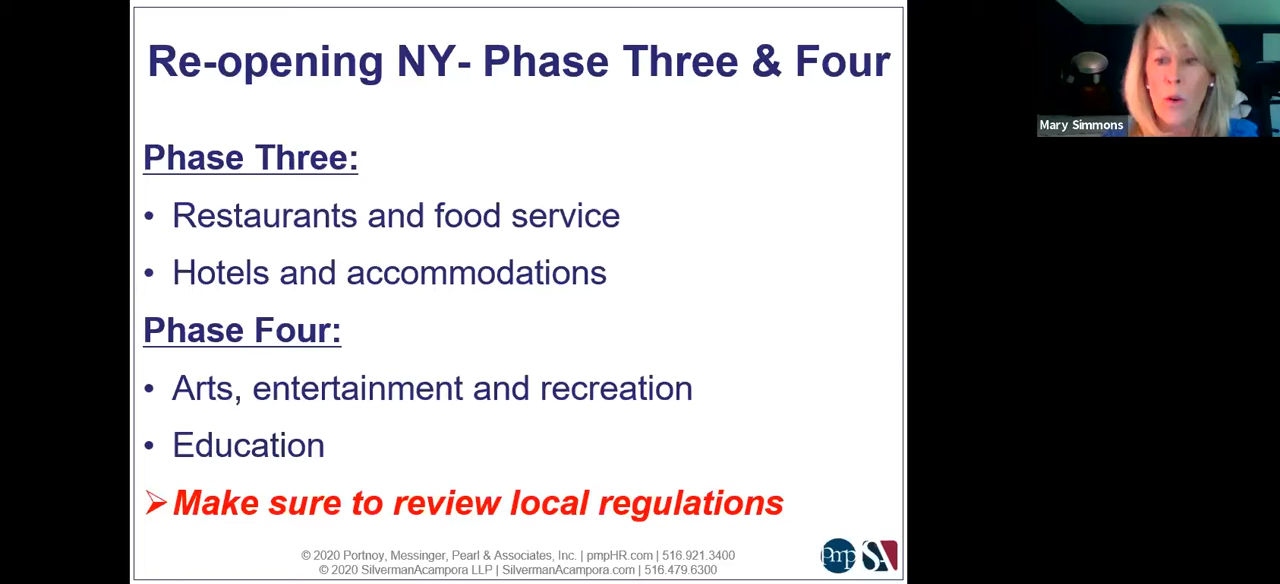 Re-opening NY- Phase Three & Four
Mary Simmons
Phase Three:
• Restaurants and food service
• Hotels and accommodations
Phase Four:
• Arts, entertainment and recreation
• Education
➢ Make sure to review local regulations
© 2020 Portnoy, Messinger, Pearl & Associates, Inc. | pmpHR.com | 516.921.3400
© 2020 SilvermanAcampora LLP | SilvermanAcampora.com | 516.479.6300
pmp SA